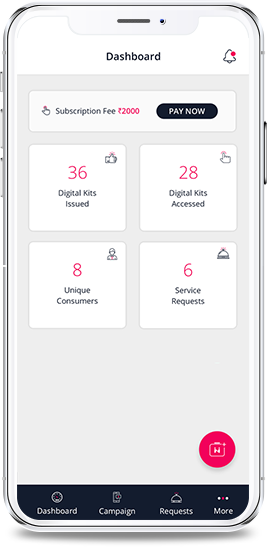 Dashboard
Subscription Fee ₹2000 PAY NOW
36 28
Digital Kits Digital Kits
Issued Accessed
8 6
Unique Service
Consumers Requests
Dashboard Campaign Requests More